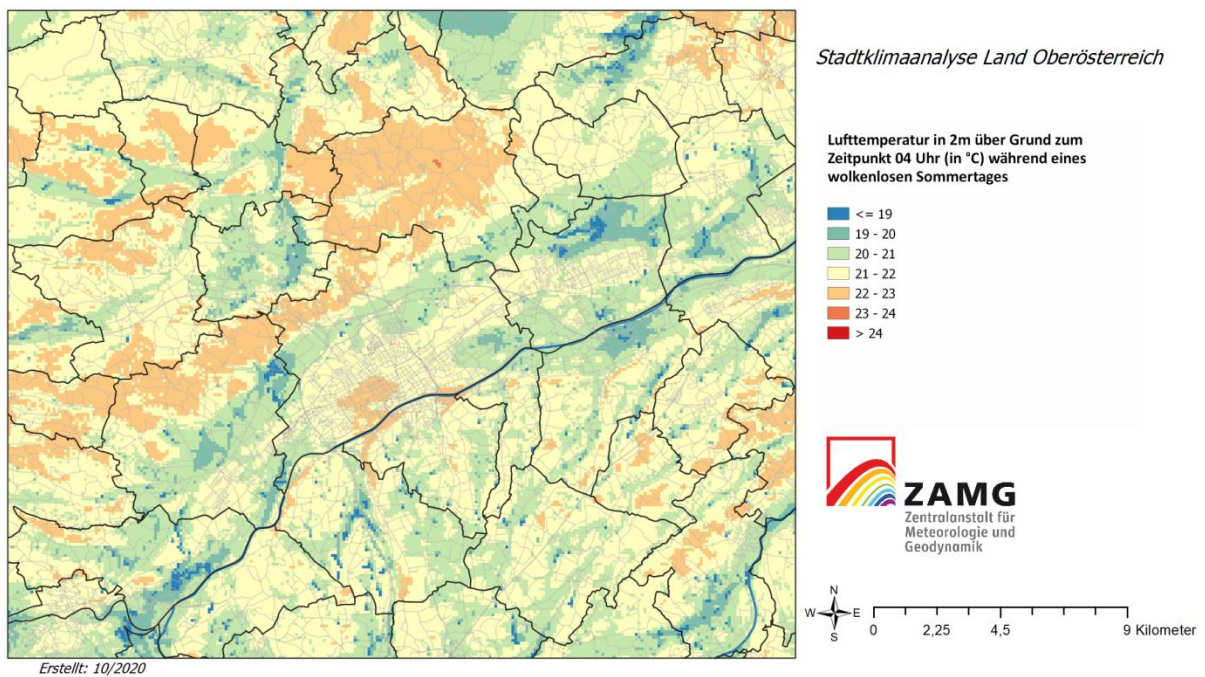 Stadtklimaanalyse Land Oberösterreich
Lufttemperatur in 2m über Grund zum
Zeitpunkt 04 Uhr (in °C) während eines
wolkenlosen Sommertages
<= 19
19 - 20
20 - 21
21 - 22
22 - 23
23 - 24
> 24
ZAMG
Zentralanstalt für
Meteorologie und
Geodynamik
N
W E
S
0 2,25 4,5 9 Kilometer
Erstellt: 10/2020